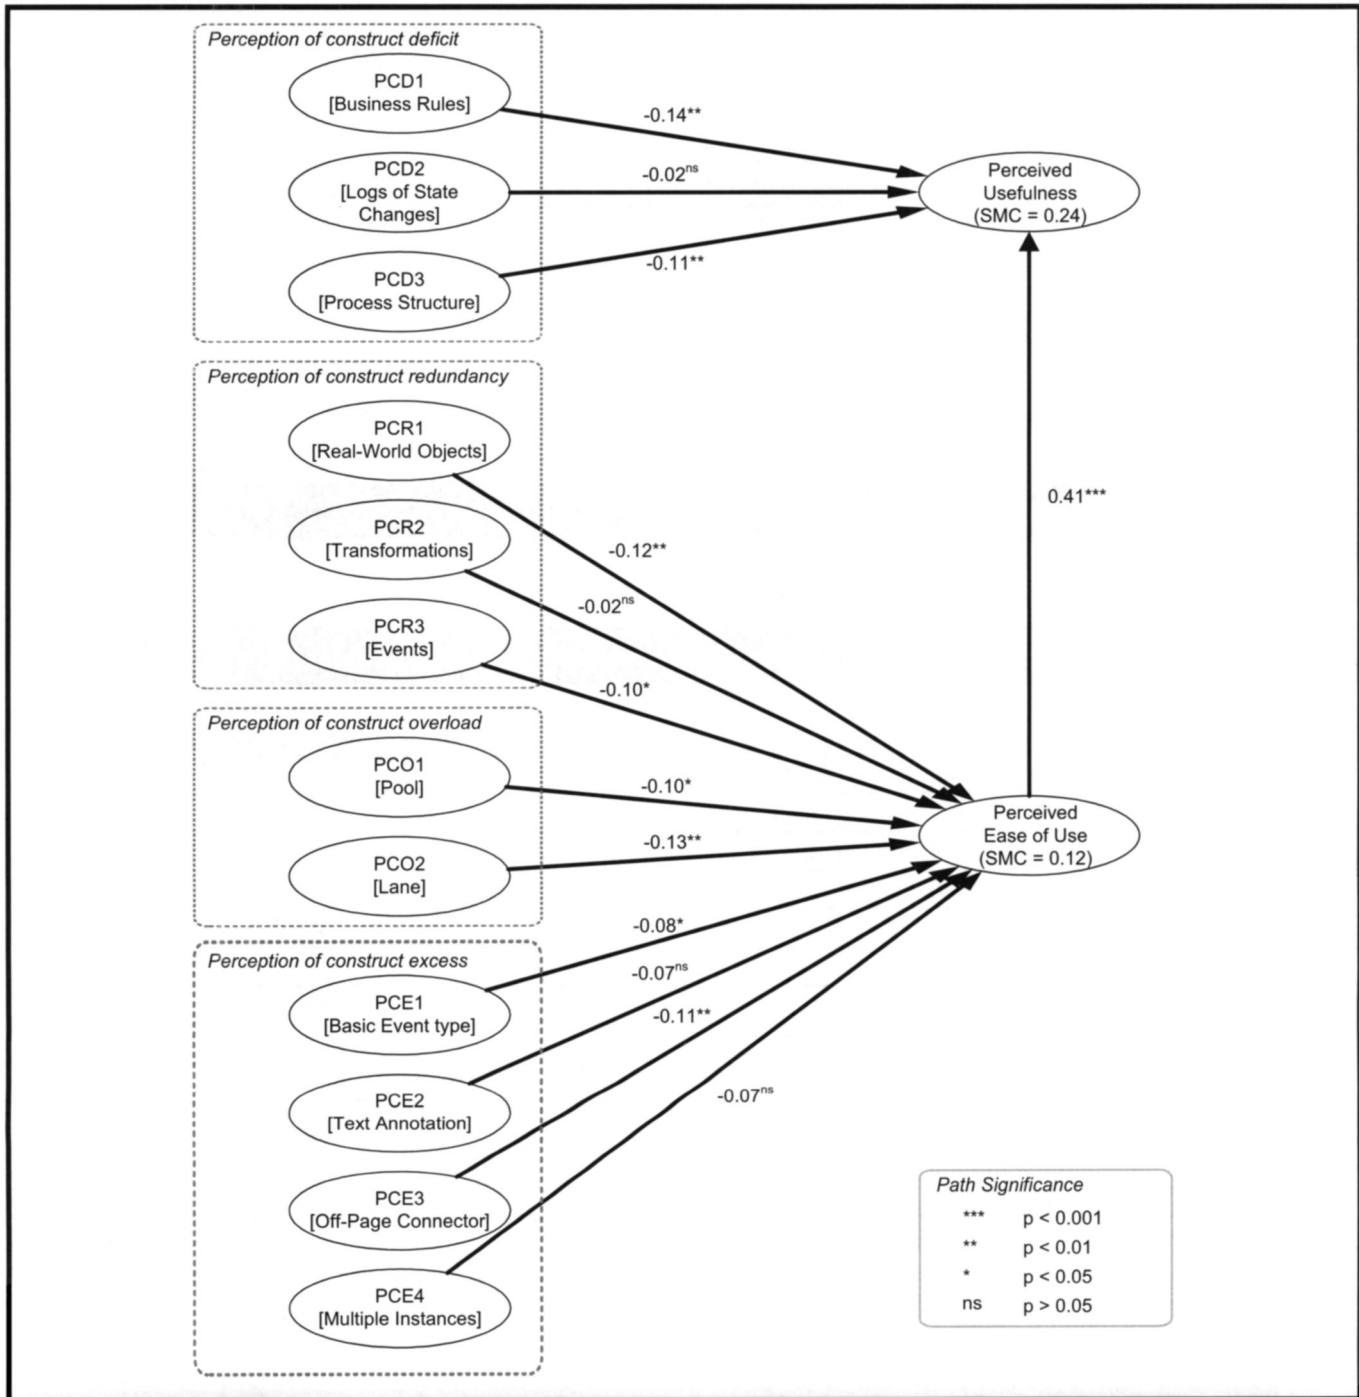 Perception of construct deficit
PCD1
[Business Rules]
-0.14**
PCD2
[Logs of State
Changes]
-0.02ns
Perceived
Usefulness
(SMC = 0.24)
PCD3
[Process Structure]
-0.11**
Perception of construct redundancy
PCR1
[Real-World Objects]
-0.12**
PCR2
[Transformations]
-0.02ns
PCR3
[Events]
-0.10*
0.41***
Perception of construct overload
PCO1
[Pool]
-0.10*
PCO2
[Lane]
-0.13**
Perceived
Ease of Use
(SMC = 0.12)
Perception of construct excess
PCE1
[Basic Event type]
-0.08*
PCE2
[Text Annotation]
-0.07ns
PCE3
[Off-Page Connector]
-0.11**
PCE4
[Multiple Instances]
-0.07ns
Path Significance
*** p < 0.001
** p < 0.01
* p < 0.05
ns p > 0.05